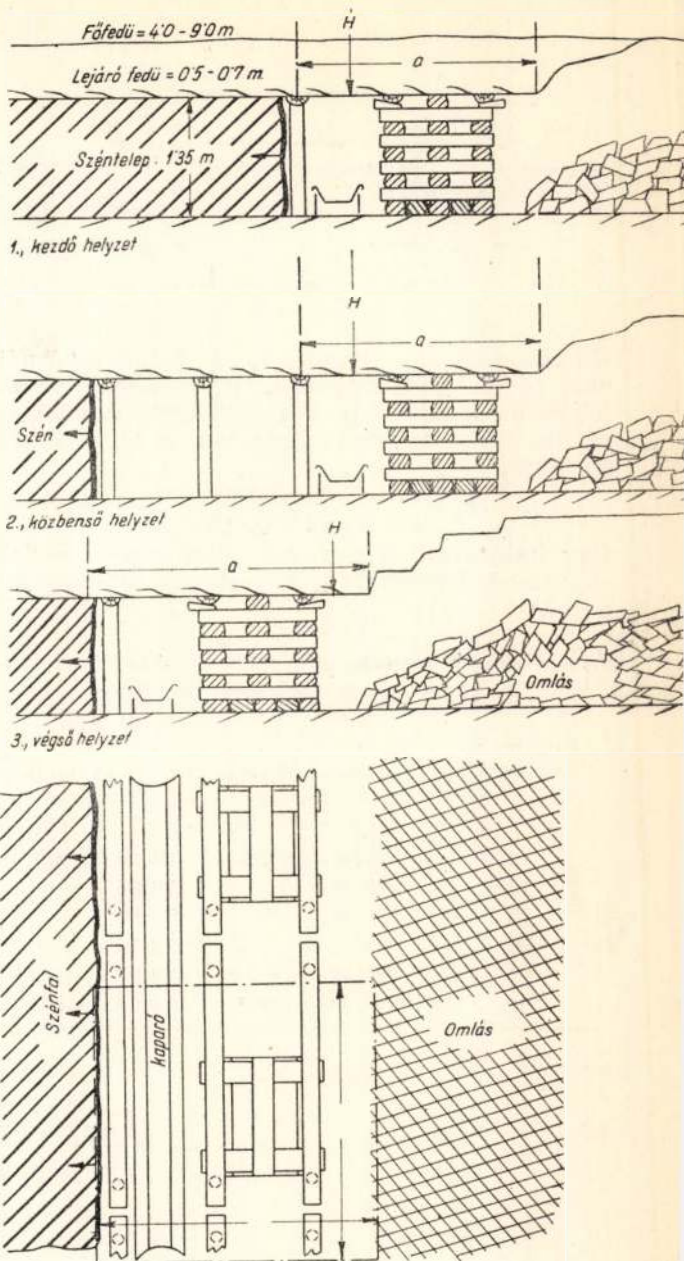 Főfedü = 4'0 - 9'0 m
H
a
Lejáró fedü = 0'5 - 0'7 m.
Széntelep . 1'35 m
1., kezdő helyzet
H
a
Szén
2., közbenső helyzet
H
a
Omlás
3., végső helyzet
Szénfal
kaparó
Omlás